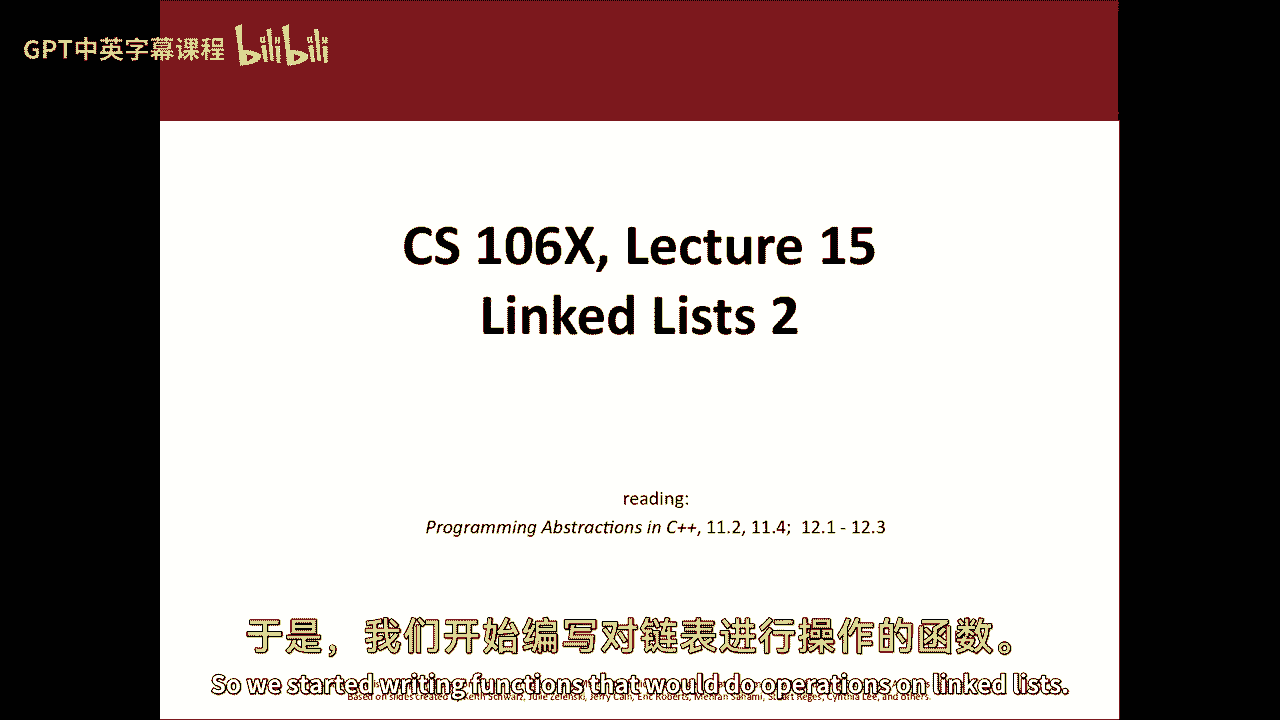 GPT中英字幕课程 bilibili
CS 106X, Lecture 15
Linked Lists 2
reading:
Programming Abstractions in C++, 11.2, 11.4; 12.1 - 12.3
于是，我们开始编写对链表进行操作的函数。
So we started writing functions that would do operations on linked lists.
Based on slides created by Keith Schwarz, Julie Zelenski, Jerry Cain, Eric Roberts, Mehran Sahami, Stuart Reges, Cynthia Lee, and others.